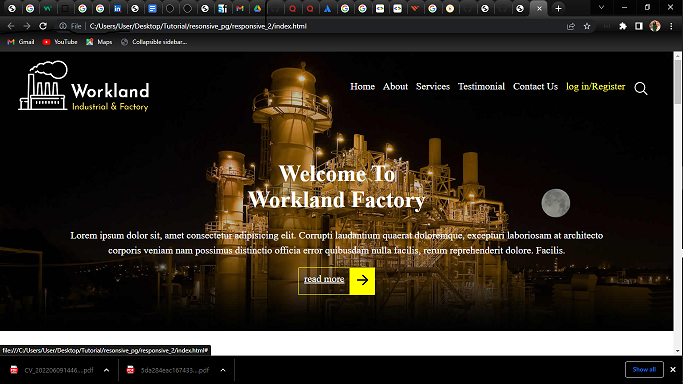 File
C:/Users/User/Desktop/Tutorial/resonsive_pg/responsive_2/index.html
Gmail
YouTube
Maps
Collapsible sidebar...
Workland
Industrial & Factory
Home
About
Services
Testimonial
Contact Us
log in/Register
Welcome To
Workland Factory
Lorem ipsum dolor sit, amet consectetur adipisicing elit. Corrupti laudantium quaerat doloremque, excepturi laboriosam at architecto
corporis veniam nam possimus distinctio officia error quibusdam nulla facilis, rerum reprehenderit dolore. Facilis.
read more
file:///C:/Users/User/Desktop/Tutorial/resonsive_pg/responsive_2/index.html#
CV_202206091446....pdf
5da284eac167433....pdf
Show all